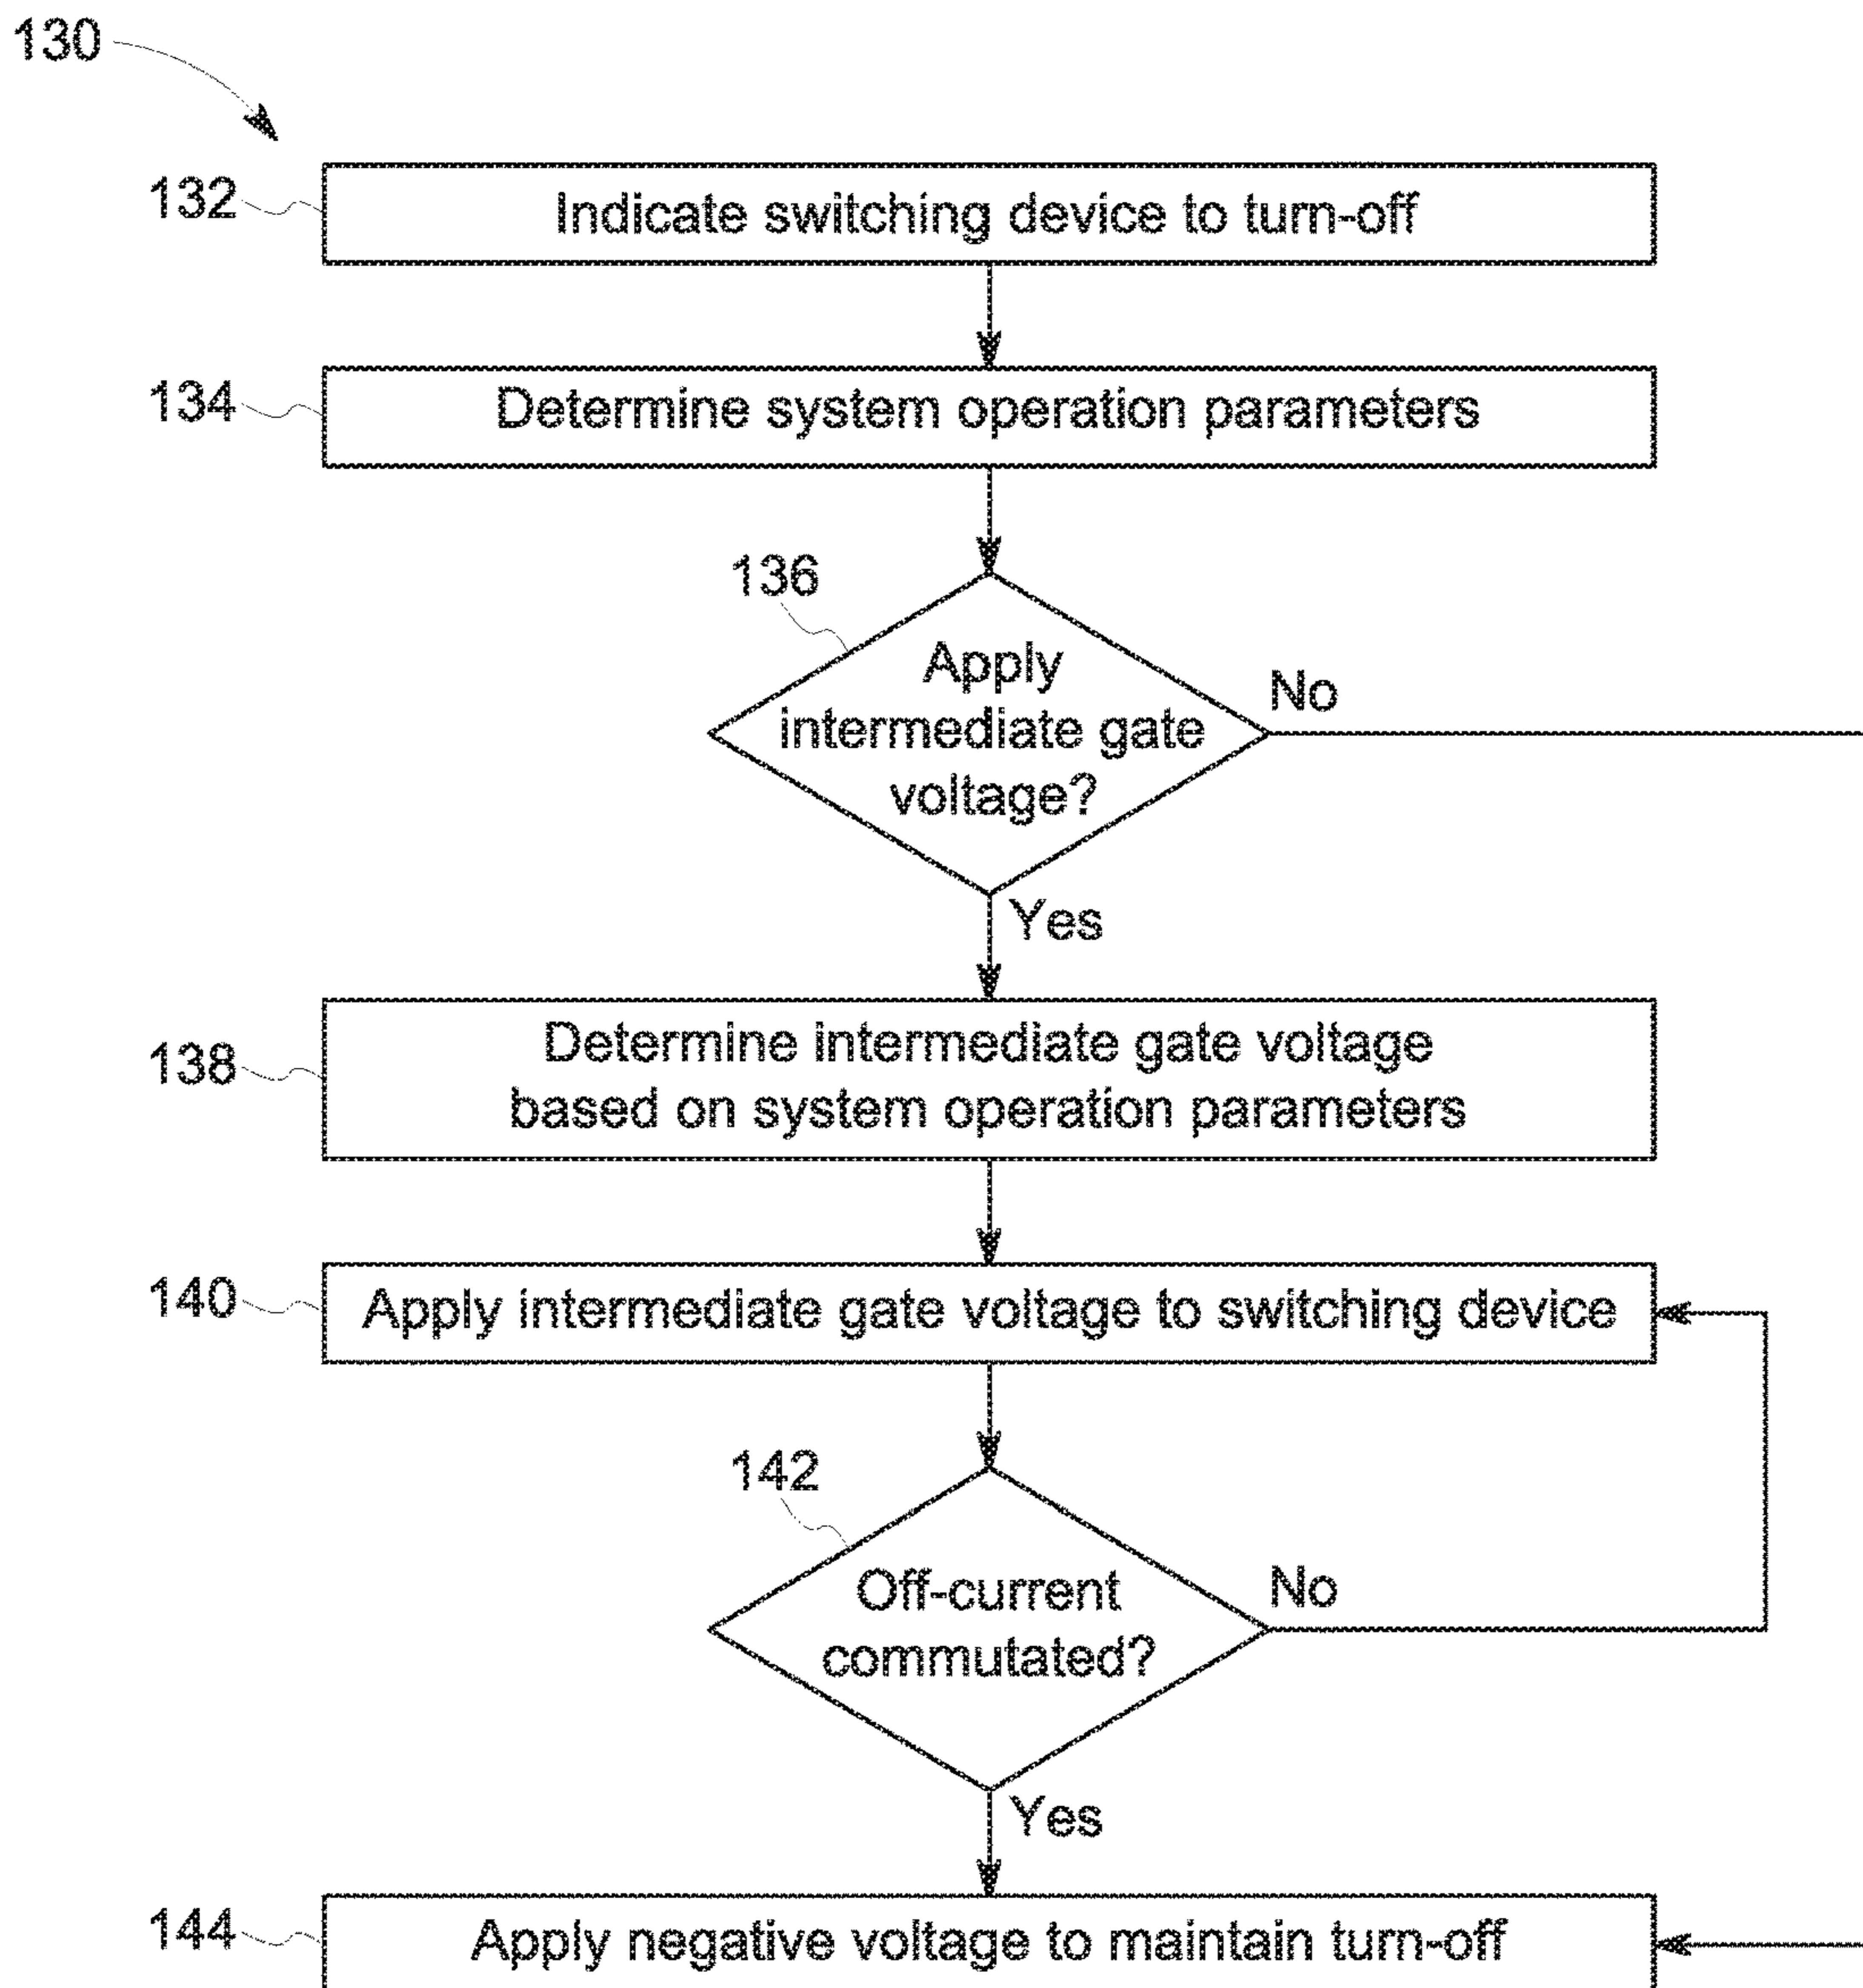 130
132
Indicate switching device to turn-off
134
Determine system operation parameters
136
Apply
intermediate gate
voltage?
No
Yes
138
Determine intermediate gate voltage
based on system operation parameters
140
Apply intermediate gate voltage to switching device
142
Off-current
commutated?
No
Yes
144
Apply negative voltage to maintain turn-off